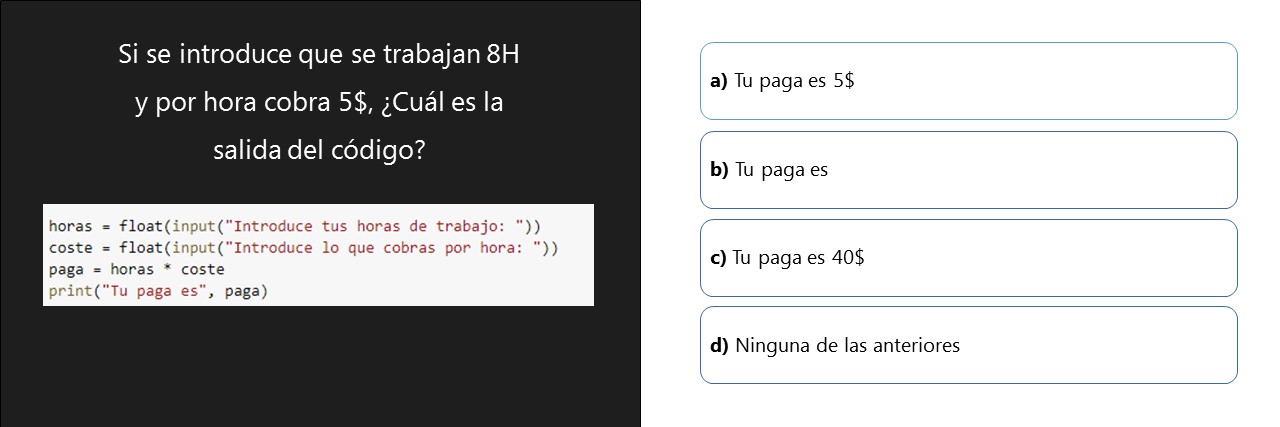 Si se introduce que se trabajan 8H
y por hora cobra 5$, ¿Cuál es la
salida del código?
horas = float(input("Introduce tus horas de trabajo: "))
coste = float(input("Introduce lo que cobras por hora: "))
paga = horas * coste
print("Tu paga es", paga)
a) Tu paga es 5$
b) Tu paga es
c) Tu paga es 40$
d) Ninguna de las anteriores